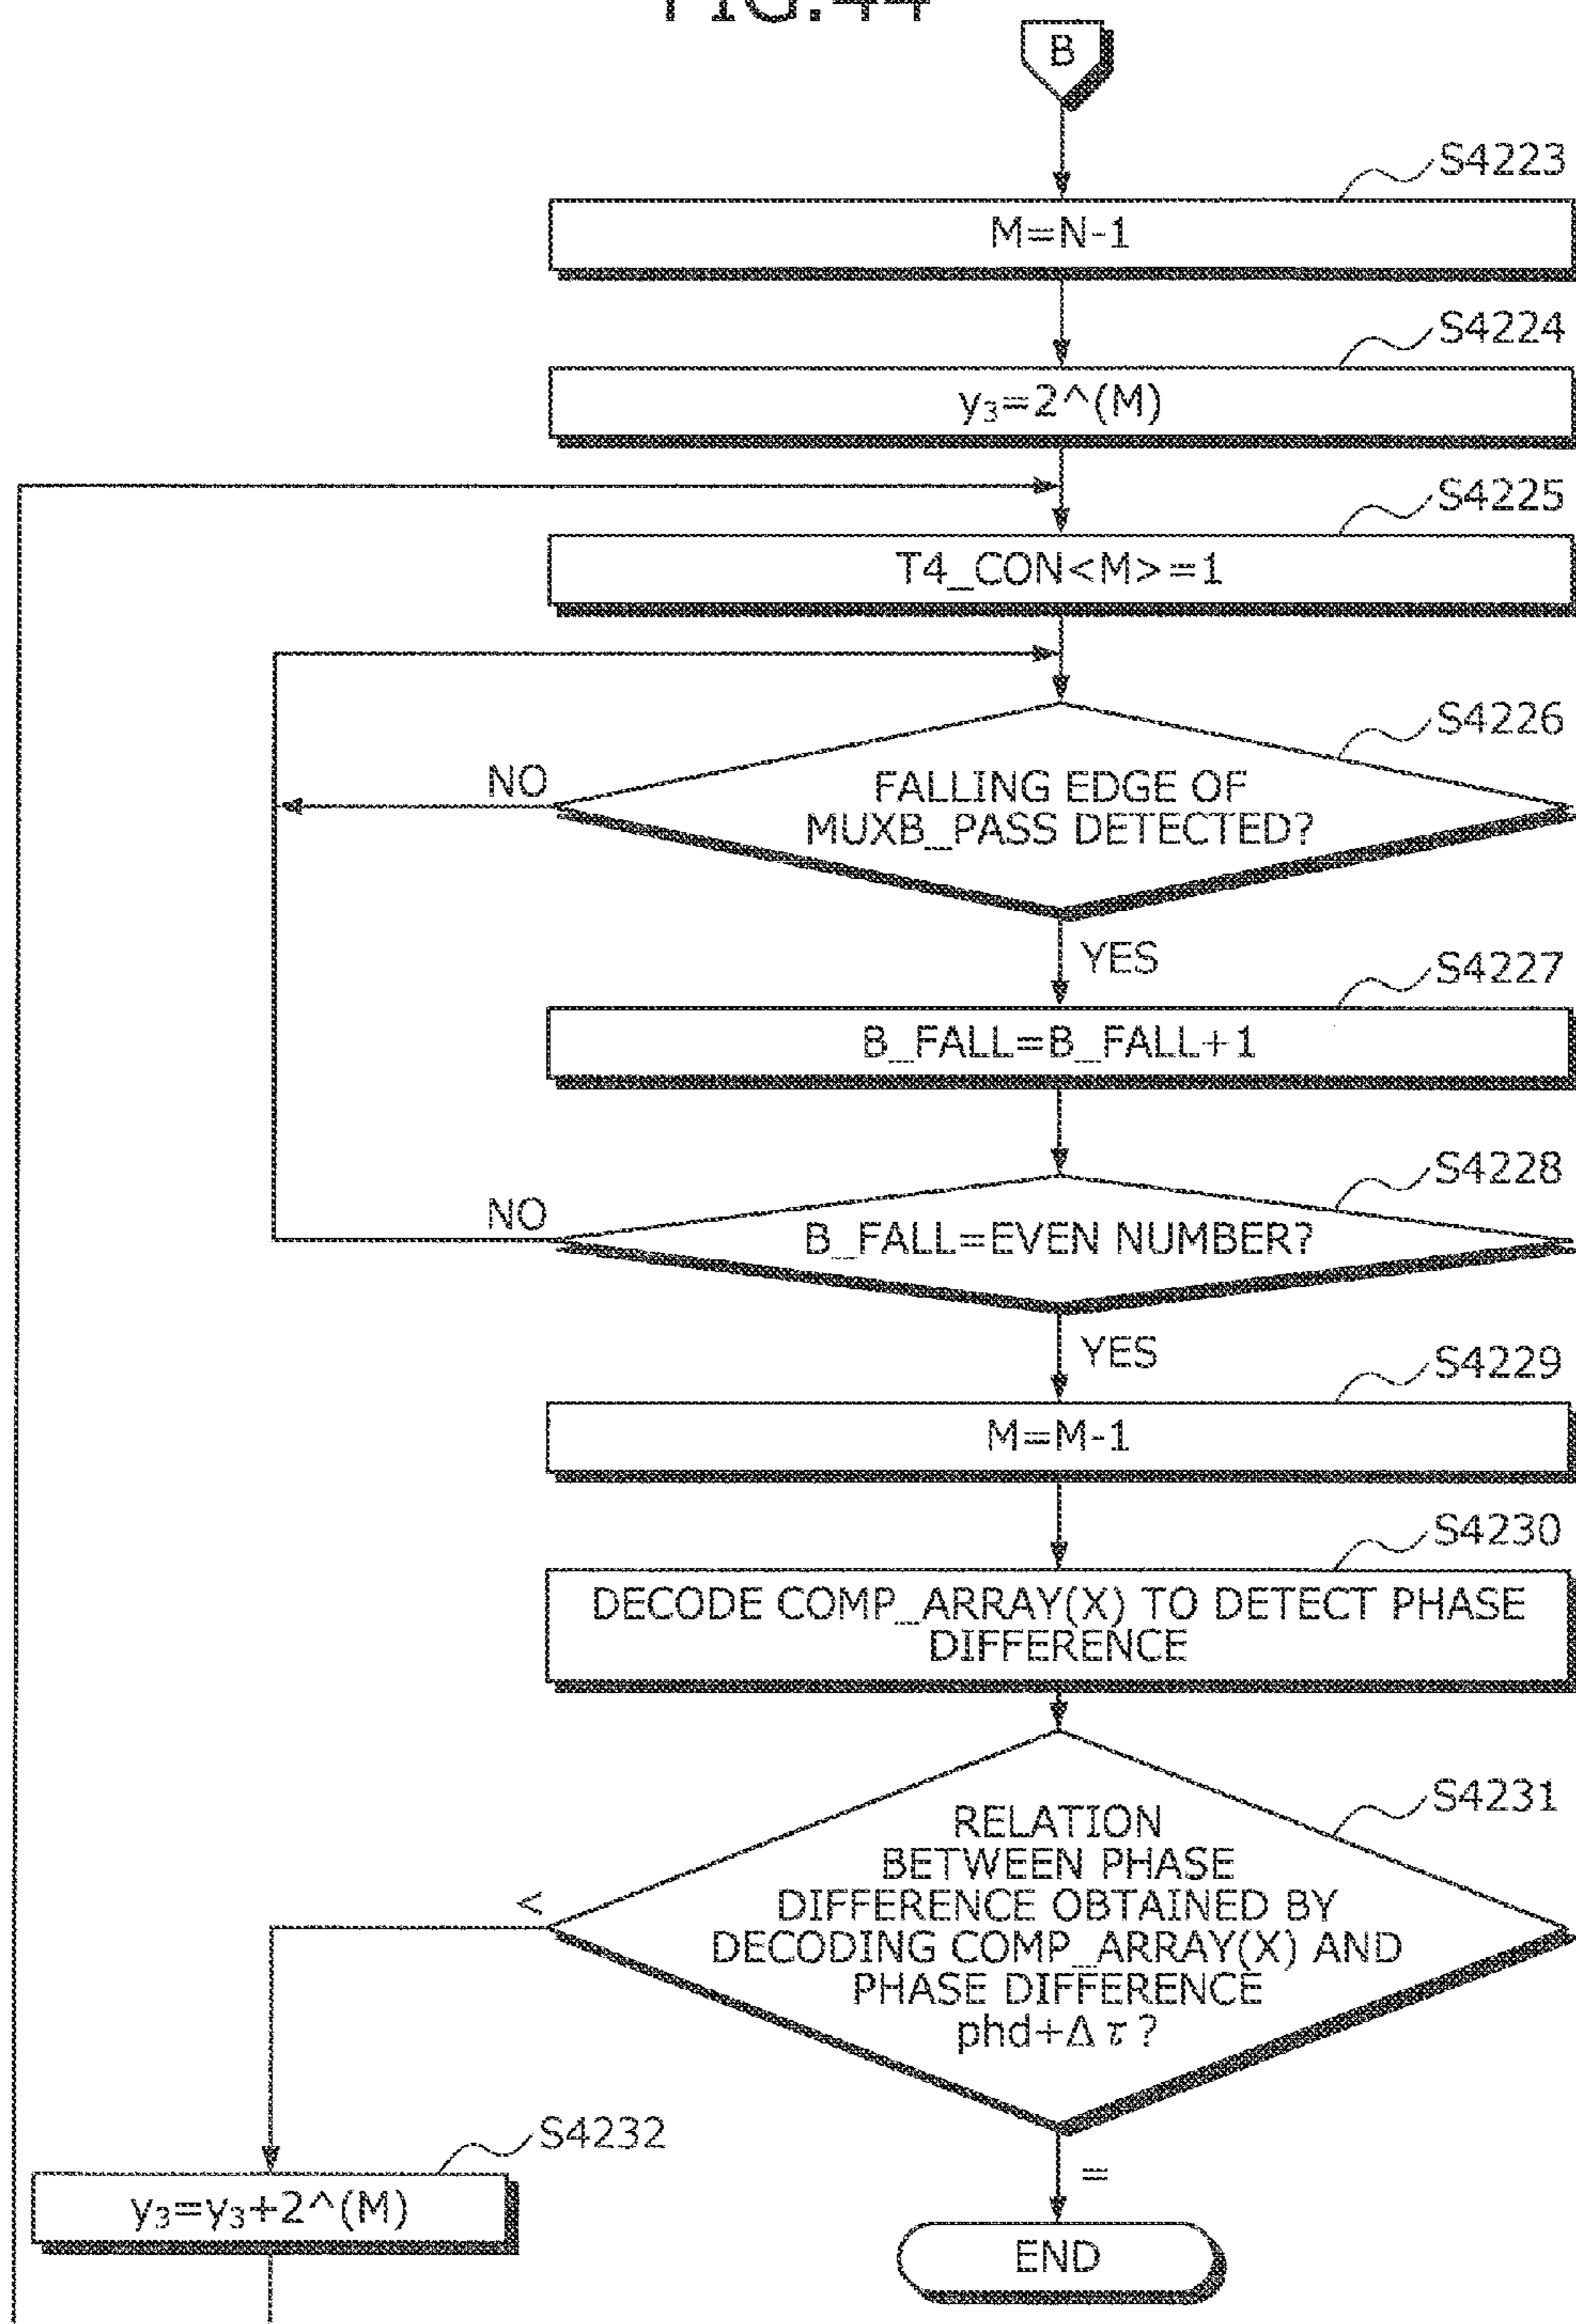 FIG.44
B
S4223
M=N-1
S4224
y₃=2^(M)
S4225
T4_CON<M>=1
S4226
NO
FALLING EDGE OF
MUXB_PASS DETECTED?
YES
S4227
B_FALL=B_FALL+1
S4228
NO
B_FALL=EVEN NUMBER?
YES
S4229
M=M-1
S4230
DECODE COMP_ARRAY(X) TO DETECT PHASE
DIFFERENCE
S4231
<
RELATION
BETWEEN PHASE
DIFFERENCE OBTAINED BY
DECODING COMP_ARRAY(X) AND
PHASE DIFFERENCE
phd+Δτ?
S4232
=
y₃=y₃+2^(M)
END